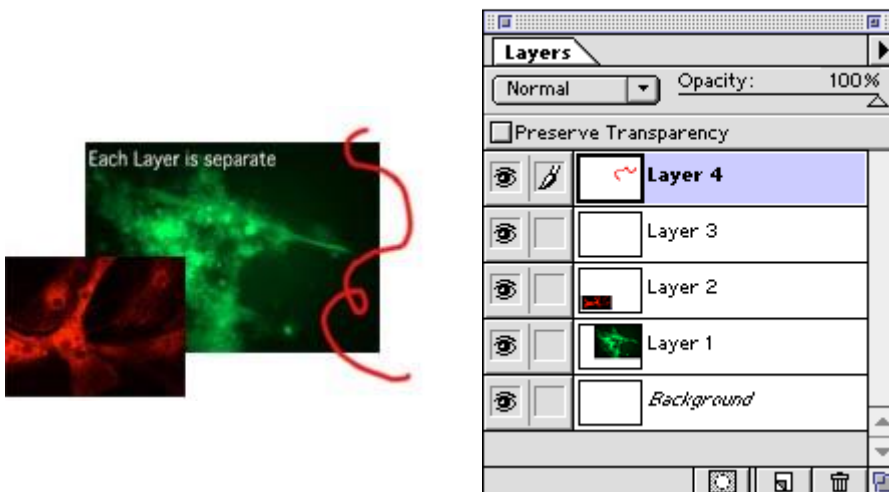 Each Layer is separate
Layers
Normal
Opacity: 100%
Preserve Transparency
Layer 4
Layer 3
Layer 2
Layer 1
Background